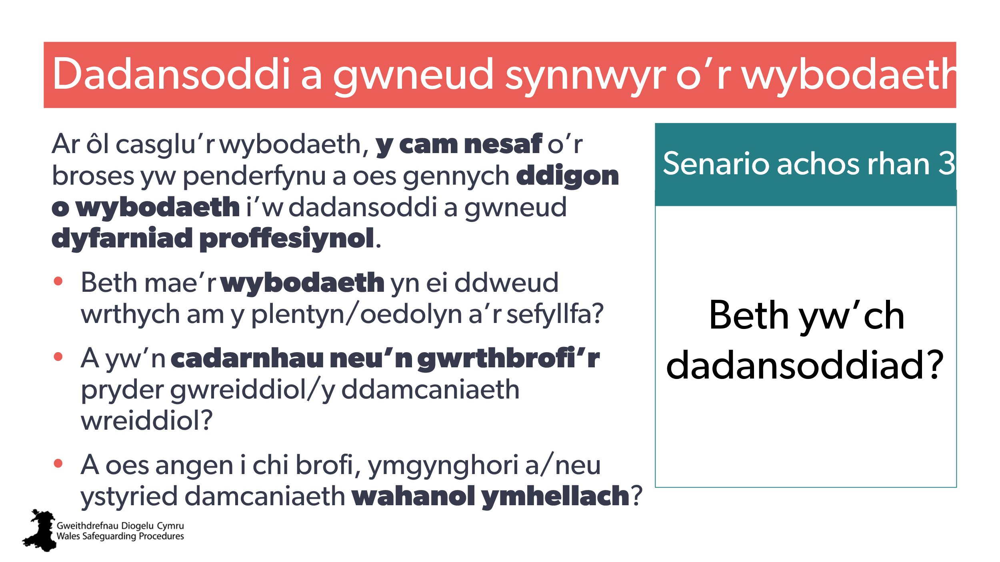 Dadansoddi a gwneud synnwyr o'r wybodaeth
Ar ôl casglu'r wybodaeth, y cam nesaf o'r
broses yw penderfynu a oes gennych ddigon
o wybodaeth i'w dadansoddi a gwneud
dyfarniad proffesiynol.
• Beth mae'r wybodaeth yn ei ddweud
wrthych am y plentyn/oedolyn a'r sefyllfa?
• A yw'n cadarnhau neu'n gwrthbrofi'r
pryder gwreiddiol/y ddamcaniaeth
wreiddiol?
• A oes angen i chi brofi, ymgynghori a/neu
ystyried damcaniaeth wahanol ymhellach?
Senario achos rhan 3
Beth yw'ch
dadansoddiad?
Gweithdrefnau Diogelu Cymru
Wales Safeguarding Procedures